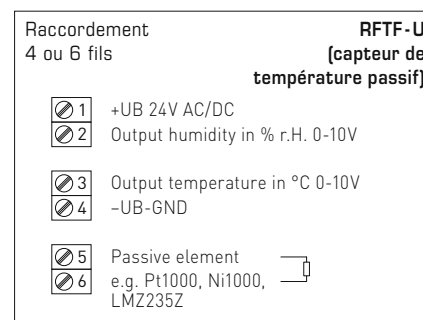 Raccordement
4 ou 6 fils
RFTF-U
(capteur de
température passif)
1 +UB 24V AC/DC
2 Output humidity in % r.H. 0-10V
3 Output temperature in °C 0-10V
4 –UB-GND
5 Passive element
6 e.g. Pt1000, Ni1000,
LMZ235Z